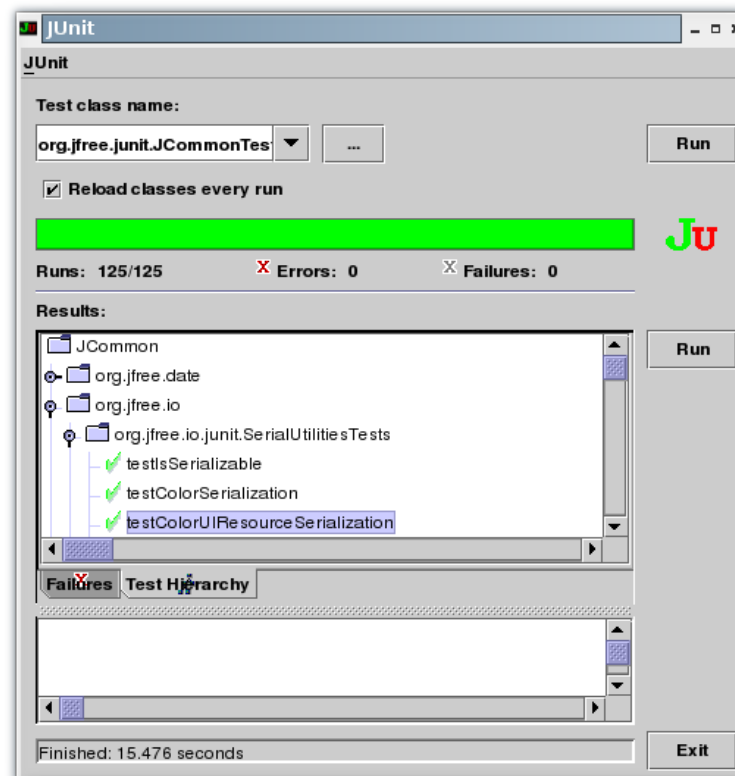 JUnit
JUnit
Test class name:
org.jfree.junit.JCommonTes
...
Run
Reload classes every run
JU
Runs: 125/125
X Errors: 0
X Failures: 0
Results:
JCommon
Run
org.jfree.date
org.jfree.io
org.jfree.io.junit.SerialUtilitiesTests
testIsSerializable
testColorSerialization
testColorUIResourceSerialization
Failures
Test Hierarchy
Finished: 15.476 seconds
Exit